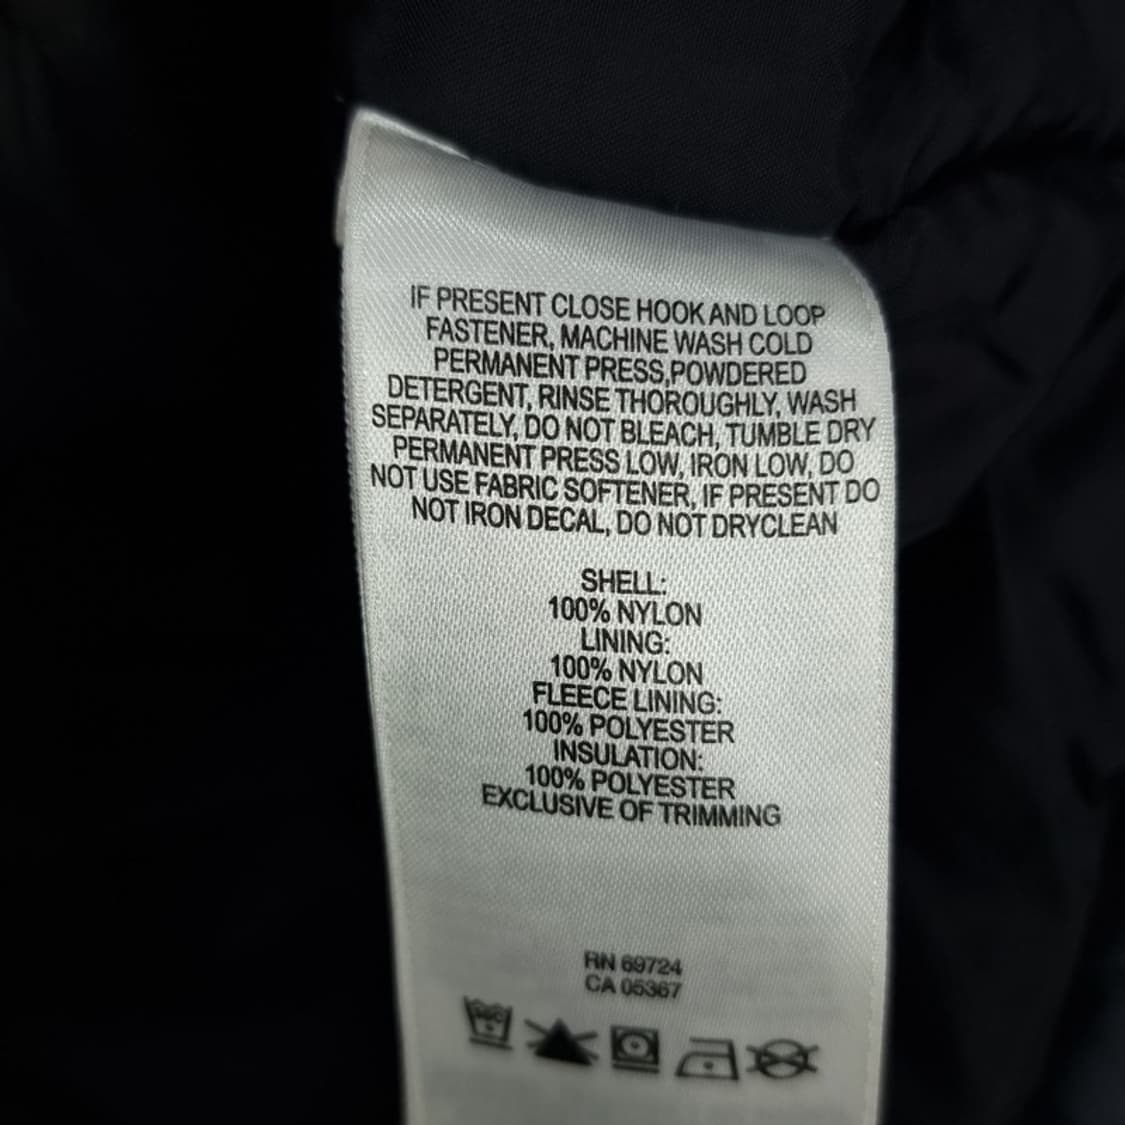 IF PRESENT CLOSE HOOK AND LOOP
FASTENER, MACHINE WASH COLD
PERMANENT PRESS,POWDERED
DETERGENT, RINSE THOROUGHLY, WASH
SEPARATELY, DO NOT BLEACH, TUMBLE DRY
PERMANENT PRESS LOW, IRON LOW, DO
NOT USE FABRIC SOFTENER, IF PRESENT DO
NOT IRON DECAL, DO NOT DRYCLEAN
SHELL:
100% NYLON
LINING:
100% NYLON
FLEECE LINING:
100% POLYESTER
INSULATION:
100% POLYESTER
EXCLUSIVE OF TRIMMING
RN 69724
CA 05367